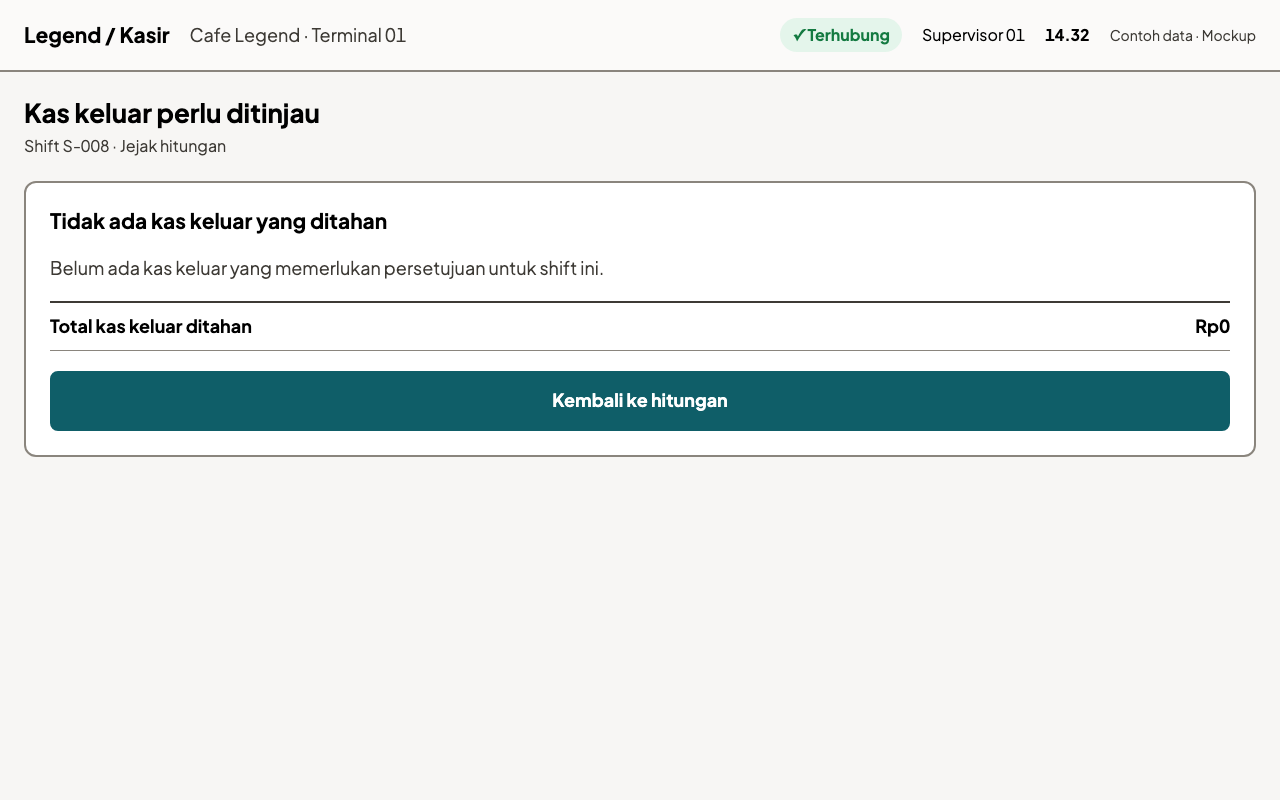 Legend / Kasir Cafe Legend · Terminal 01 ✓Terhubung Supervisor 01 14.32 Contoh data · Mockup
Kas keluar perlu ditinjau
Shift S-008 · Jejak hitungan
Tidak ada kas keluar yang ditahan
Belum ada kas keluar yang memerlukan persetujuan untuk shift ini.
Total kas keluar ditahan Rp0
Kembali ke hitungan